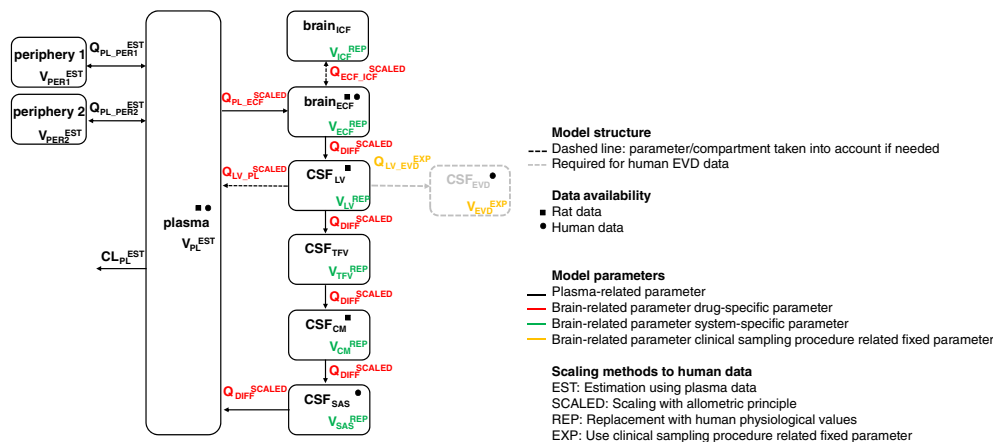 brain_ICF
V_ICF^REP
Q_ECF_ICF^SCALED
periphery 1
V_PER1^EST
Q_PL_PER1^EST
periphery 2
V_PER2^EST
Q_PL_PER2^EST
Q_PL_ECF^SCALED
brain_ECF
V_ECF^REP
Q_DIFF^SCALED
Q_LV_PL^SCALED
CSF_LV
V_LV^REP
Q_LV_EVD^EXP
CSF_EVD
V_EVD^EXP
Q_DIFF^SCALED
plasma
V_PL^EST
CL_PL^EST
CSF_TFV
V_TFV^REP
Q_DIFF^SCALED
CSF_CM
V_CM^REP
Q_DIFF^SCALED
Q_DIFF^SCALED
CSF_SAS
V_SAS^REP
Model structure
Dashed line: parameter/compartment taken into account if needed
Required for human EVD data
Data availability
Rat data
Human data
Model parameters
Plasma-related parameter
Brain-related parameter drug-specific parameter
Brain-related parameter system-specific parameter
Brain-related parameter clinical sampling procedure related fixed parameter
Scaling methods to human data
EST: Estimation using plasma data
SCALED: Scaling with allometric principle
REP: Replacement with human physiological values
EXP: Use clinical sampling procedure related fixed parameter